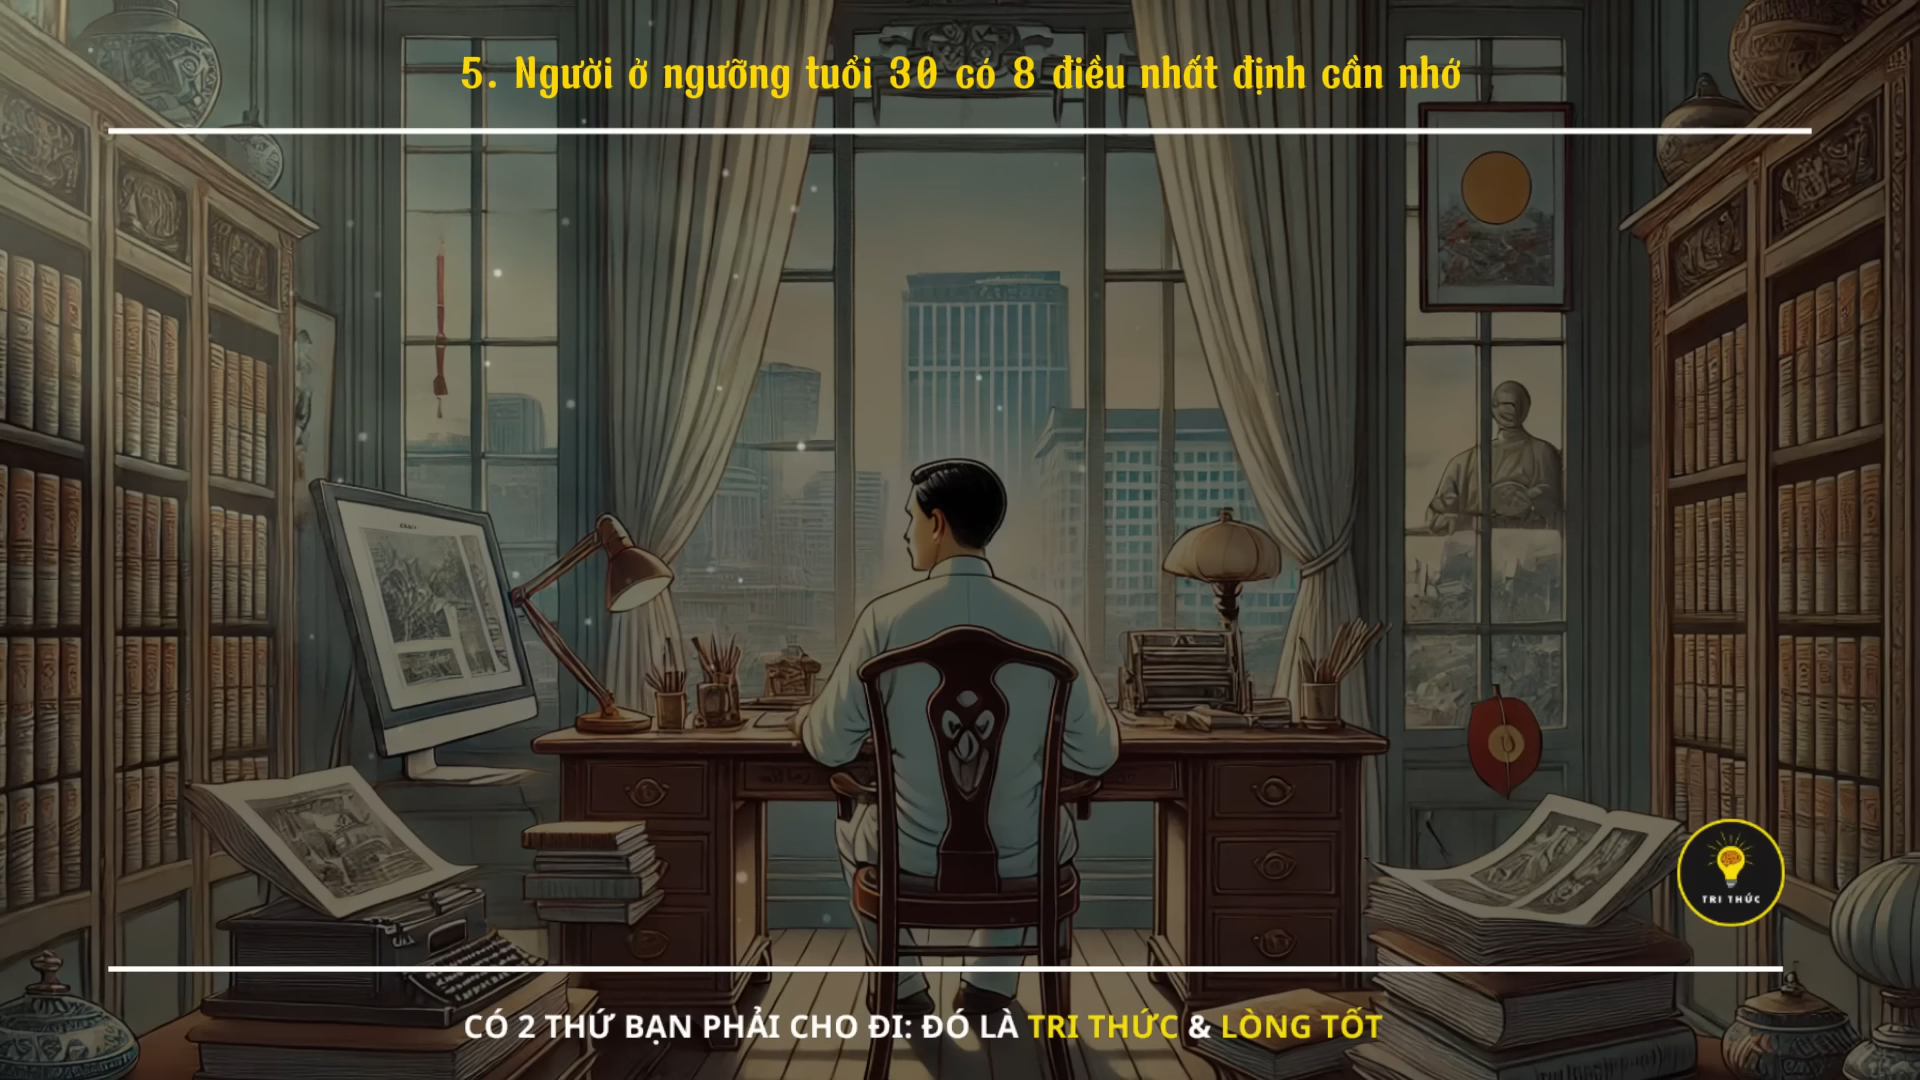 5. Người ở ngưỡng tuổi 30 có 8 điều nhất định cần nhớ
TRI THỨC
CÓ 2 THỨ BẠN PHẢI CHO ĐI: ĐÓ LÀ TRI THỨC & LÒNG TỐT